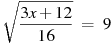 √((3x + 12)/16) = 9